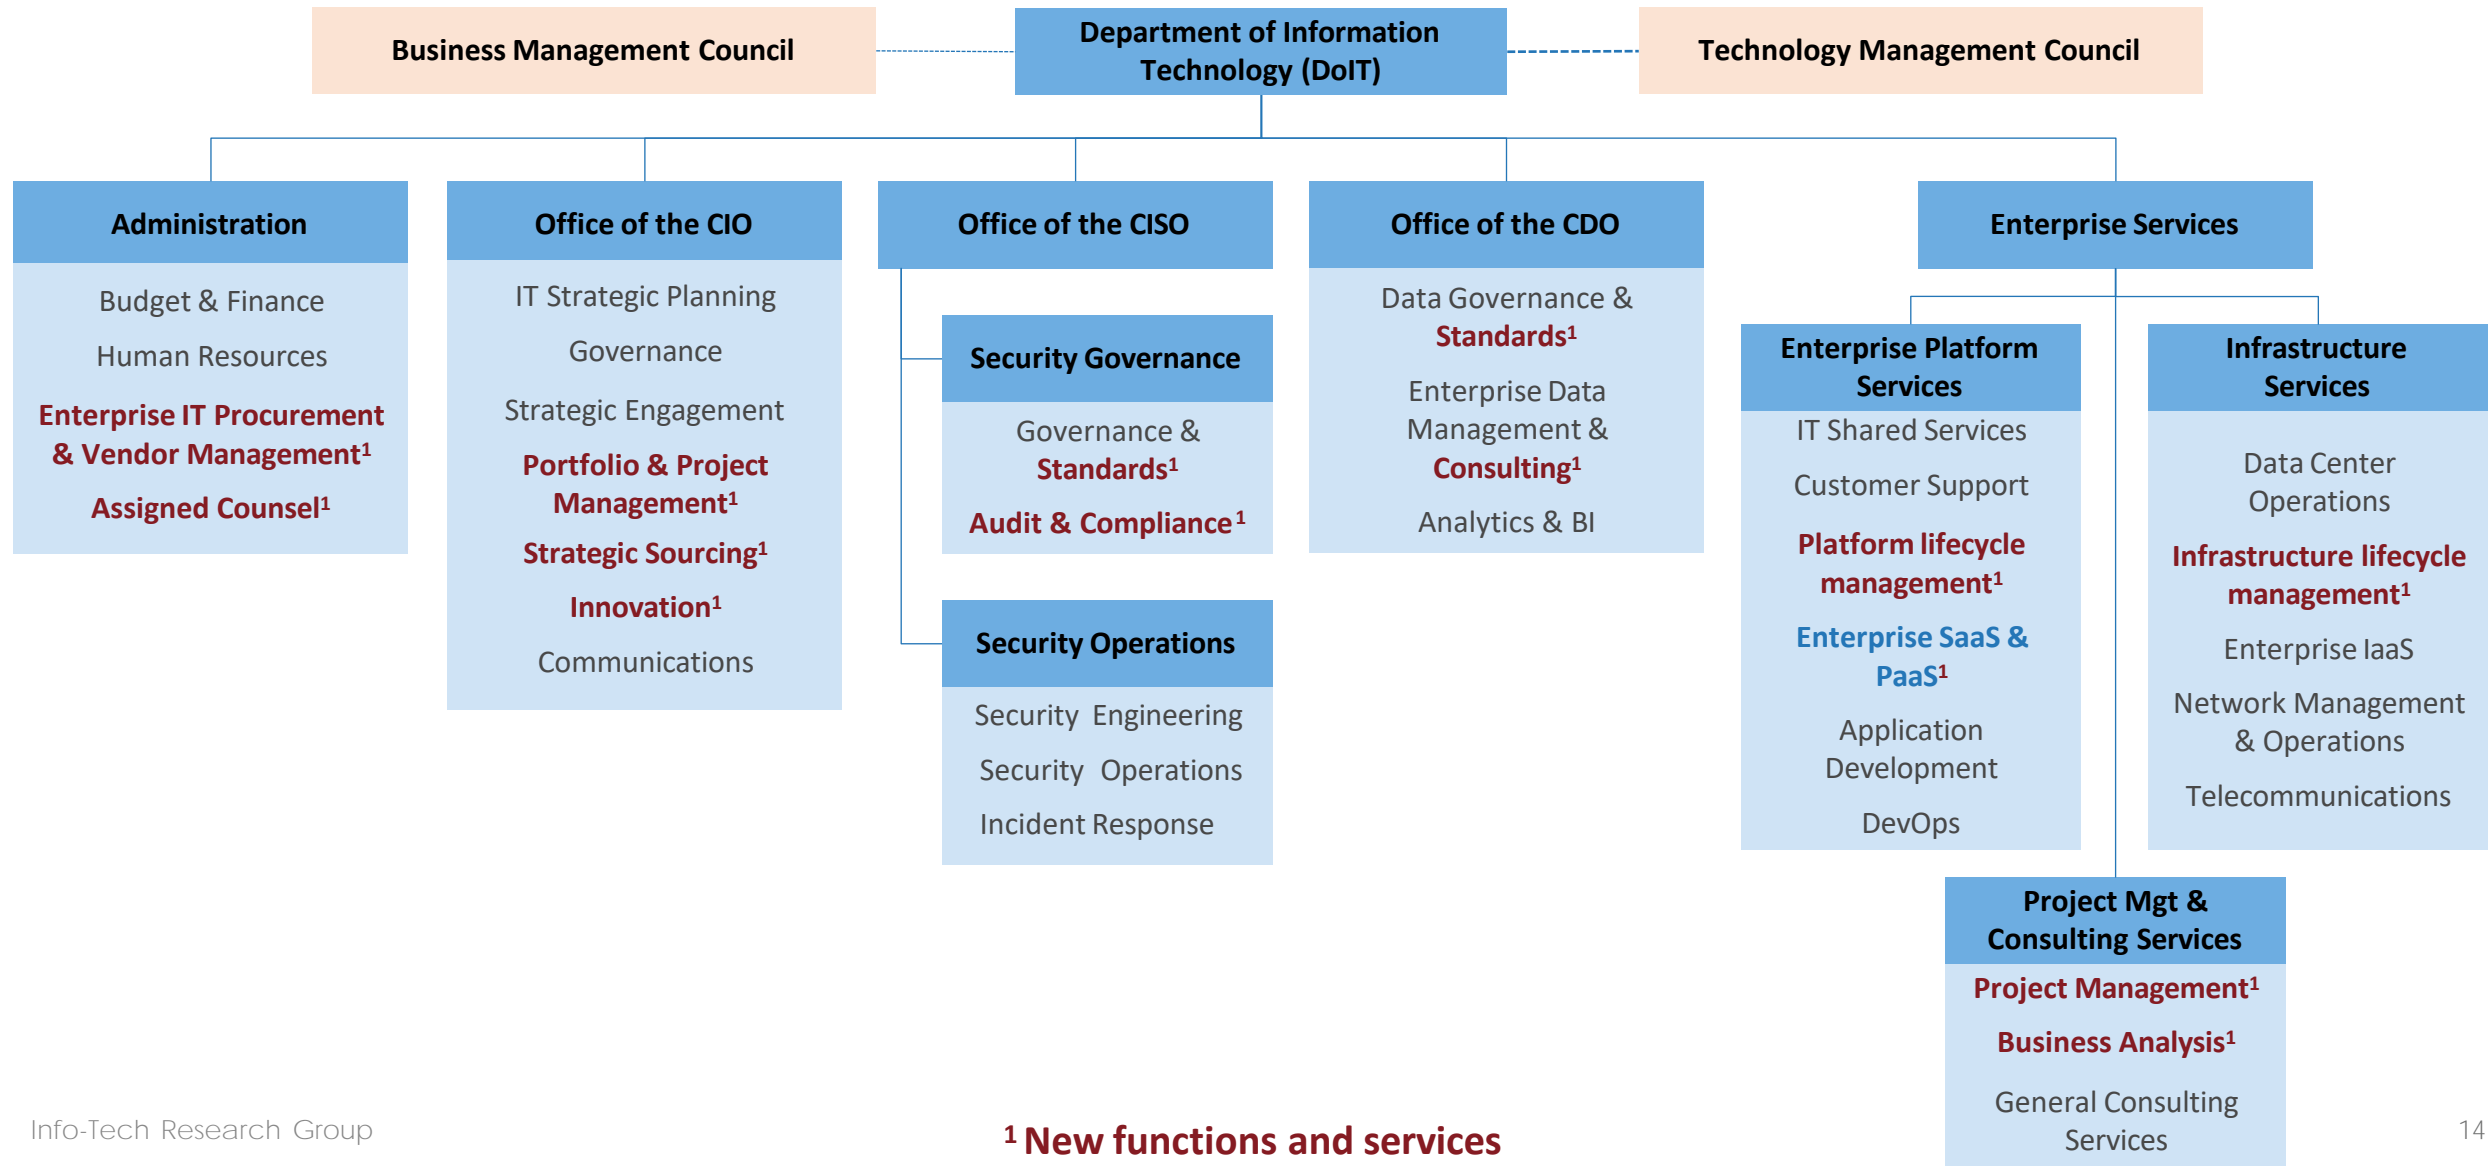 Business Management Council
Department of Information
Technology (DoIT)
Technology Management Council
Administration
Budget & Finance
Human Resources
Enterprise IT Procurement
& Vendor Management¹
Assigned Counsel¹
Office of the CIO
IT Strategic Planning
Governance
Strategic Engagement
Portfolio & Project
Management¹
Strategic Sourcing¹
Innovation¹
Communications
Office of the CISO
Security Governance
Governance &
Standards¹
Audit & Compliance¹
Security Operations
Security Engineering
Security Operations
Incident Response
Office of the CDO
Data Governance &
Standards¹
Enterprise Data
Management &
Consulting¹
Analytics & BI
Enterprise Services
Enterprise Platform
Services
IT Shared Services
Customer Support
Platform lifecycle
management¹
Enterprise SaaS &
PaaS¹
Application
Development
DevOps
Infrastructure
Services
Data Center
Operations
Infrastructure lifecycle
management¹
Enterprise IaaS
Network Management
& Operations
Telecommunications
Project Mgt &
Consulting Services
Project Management¹
Business Analysis¹
General Consulting
Services
Info-Tech Research Group
¹ New functions and services
14